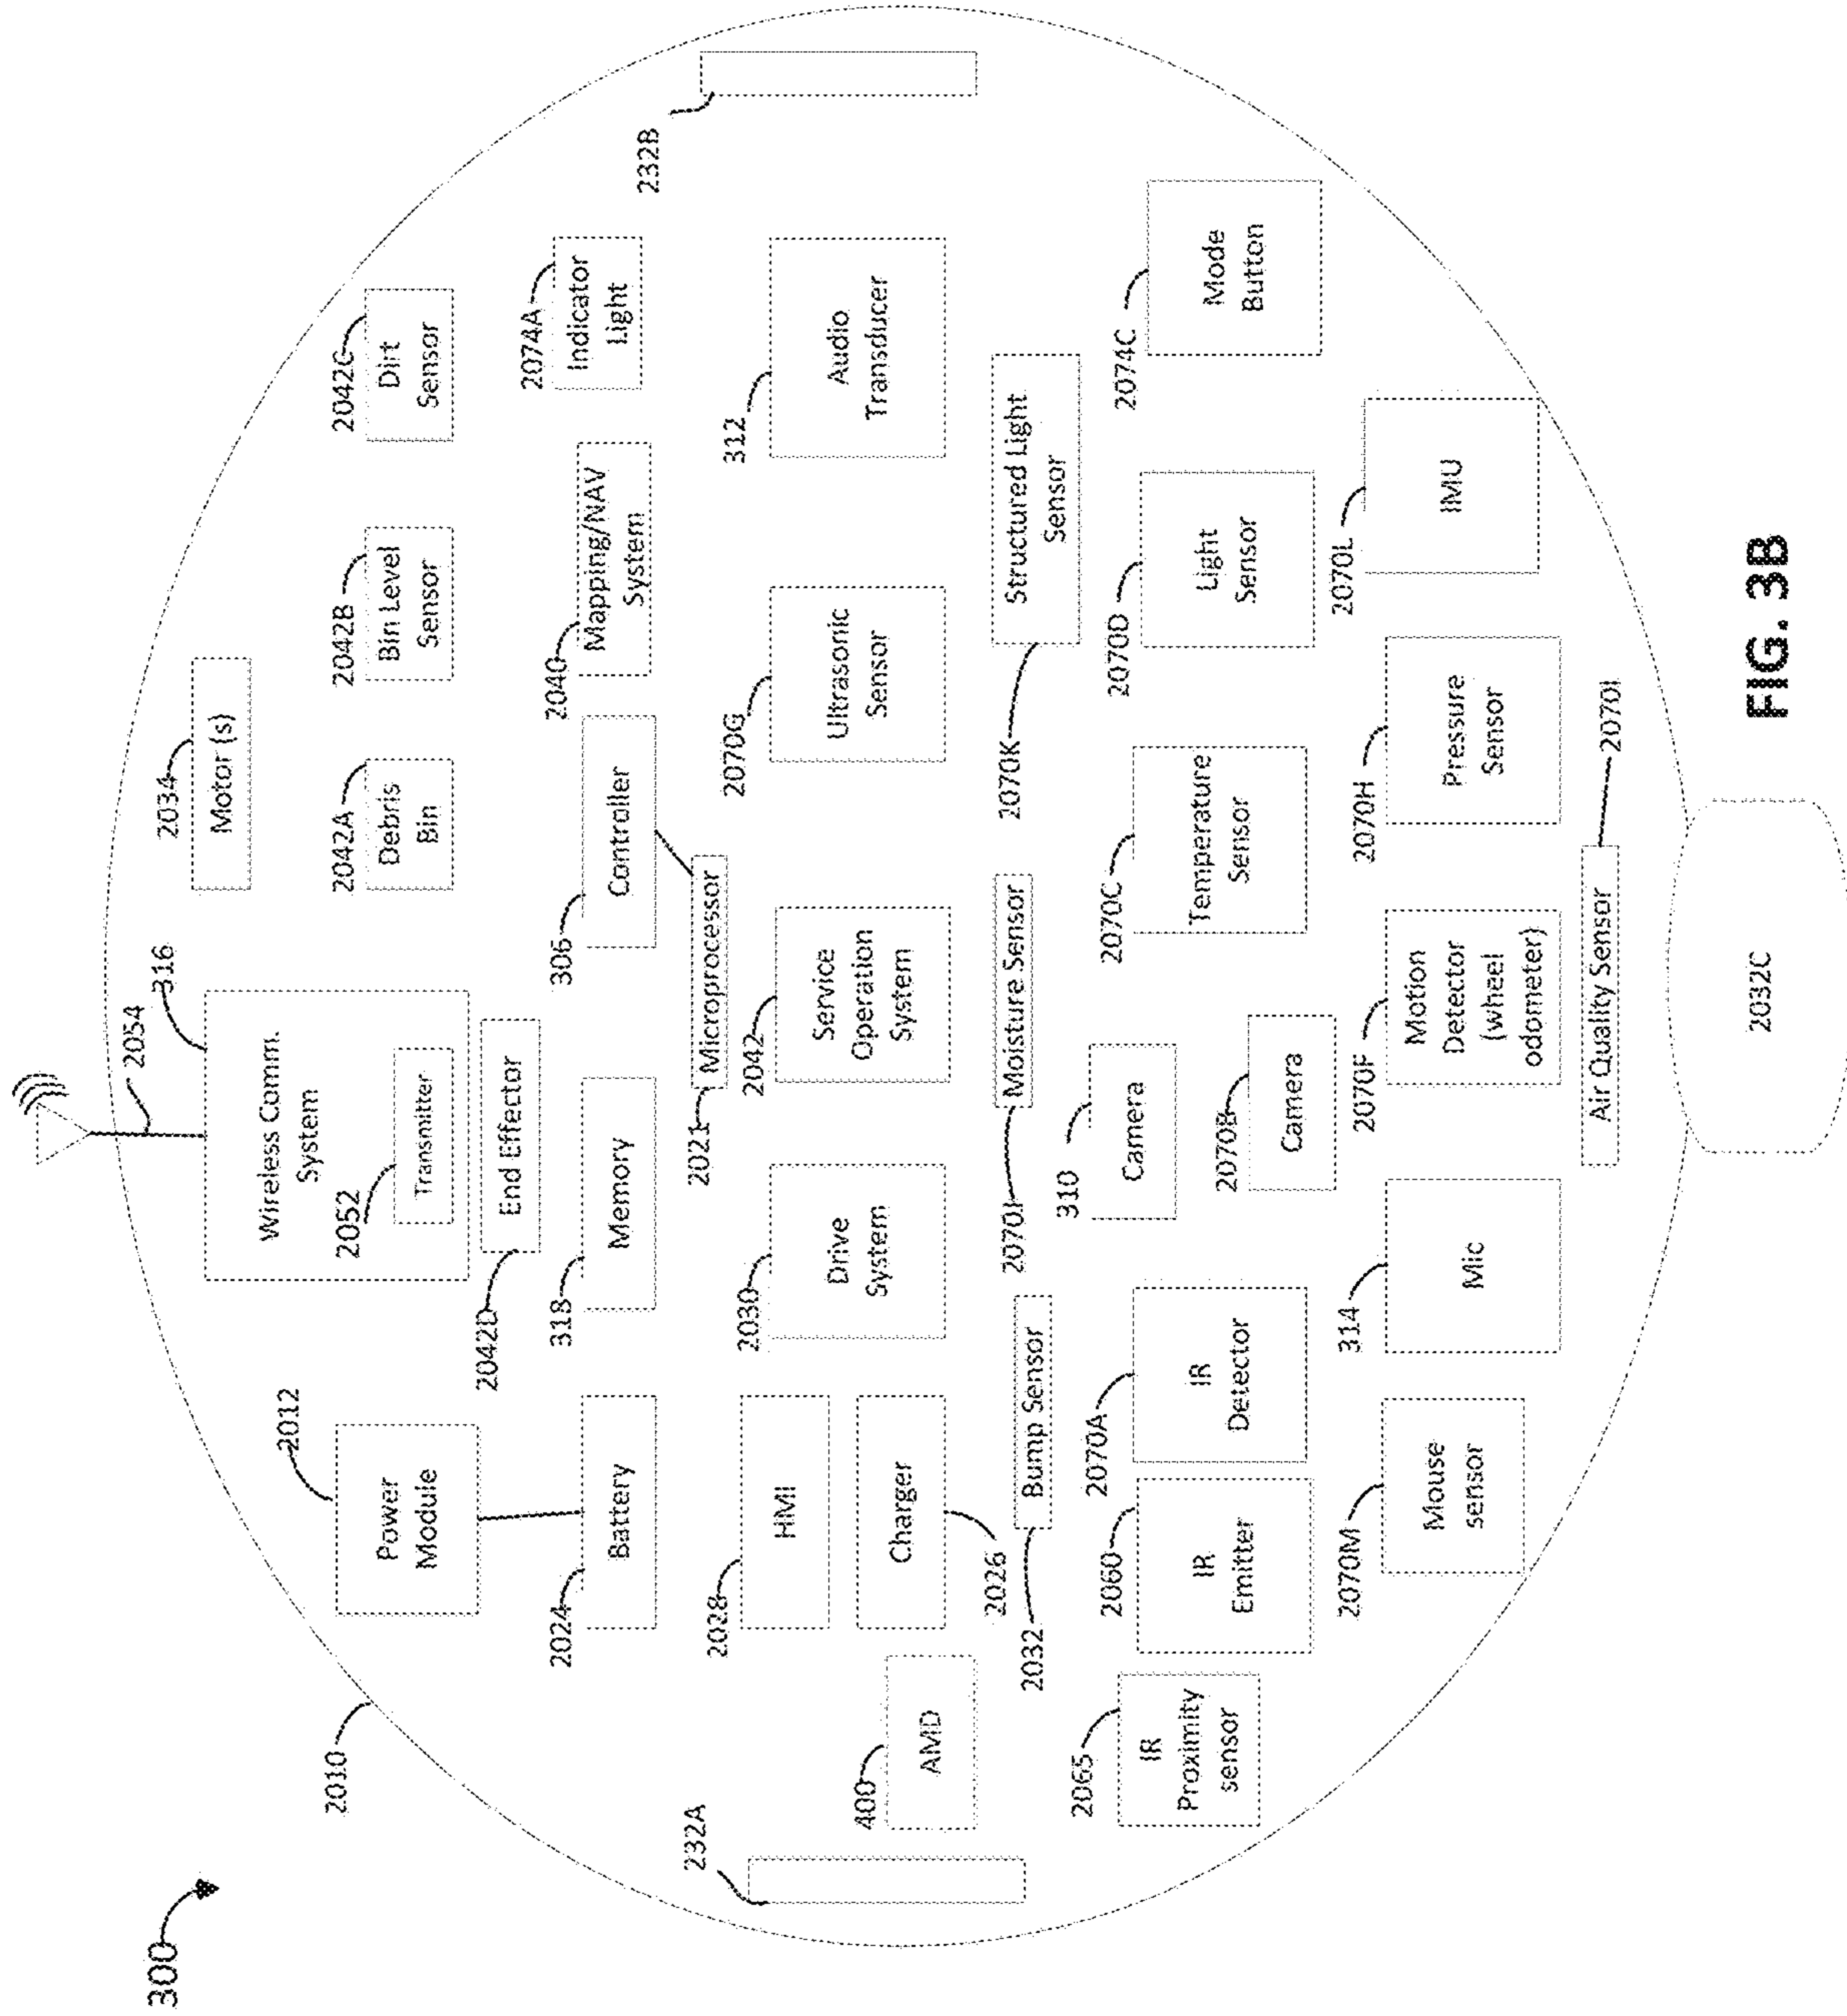 300
2010
2012
Power
Module
2054
316
Wireless Comm.
System
2052
Transmitter
2034
Motor (s)
2042A
Debris
Bin
2042B
Bin Level
Sensor
2042C
Dirt
Sensor
2042D
End Effector
2024
Battery
318
Memory
306
Controller
2040
Mapping/NAV
System
2074A
Indicator
Light
232A
232B
2021
Microprocessor
2028
HMI
Charger
2026
2030
Drive
System
2042
Service
Operation
System
2070G
Ultrasonic
Sensor
312
Audio
Transducer
400
AMD
2032
Bump Sensor
Moisture Sensor
2070K
Structured Light
Sensor
2065
IR
Proximity
sensor
2060
IR
Emitter
2070A
IR
Detector
310
Camera
2070B
Camera
2070C
Temperature
Sensor
2070D
Light
Sensor
2074C
Mode
Button
2070M
Mouse
sensor
314
Mic
2070F
Motion
Detector
(wheel
odometer)
2070H
Pressure
Sensor
2070L
IMU
Air Quality Sensor
2070I
2032C
FIG. 3B